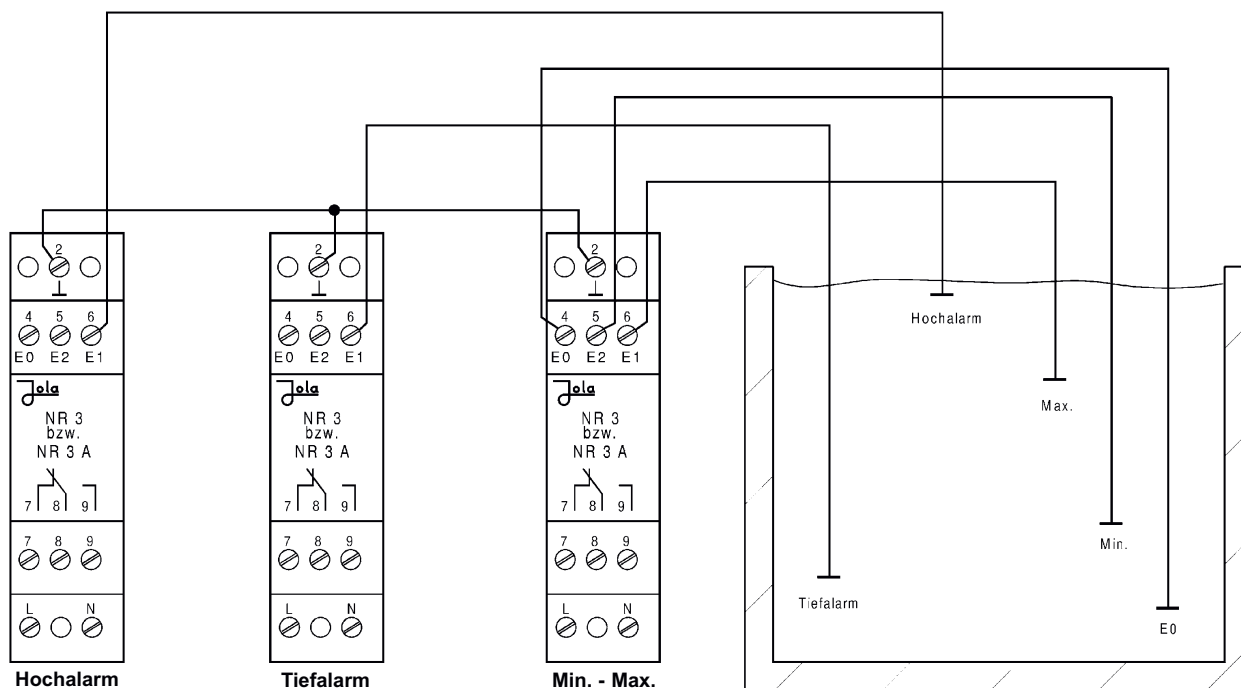 2
4 5 6
E0 E2 E1
Jola
NR 3
bzw.
NR 3 A
7 8 9
7 8 9
L N
Hochalarm
2
4 5 6
E0 E2 E1
Jola
NR 3
bzw.
NR 3 A
7 8 9
7 8 9
L N
Tiefalarm
2
4 5 6
E0 E2 E1
Jola
NR 3
bzw.
NR 3 A
7 8 9
7 8 9
L N
Min. - Max.
Hochalarm
Max.
Min.
Tiefalarm
E0